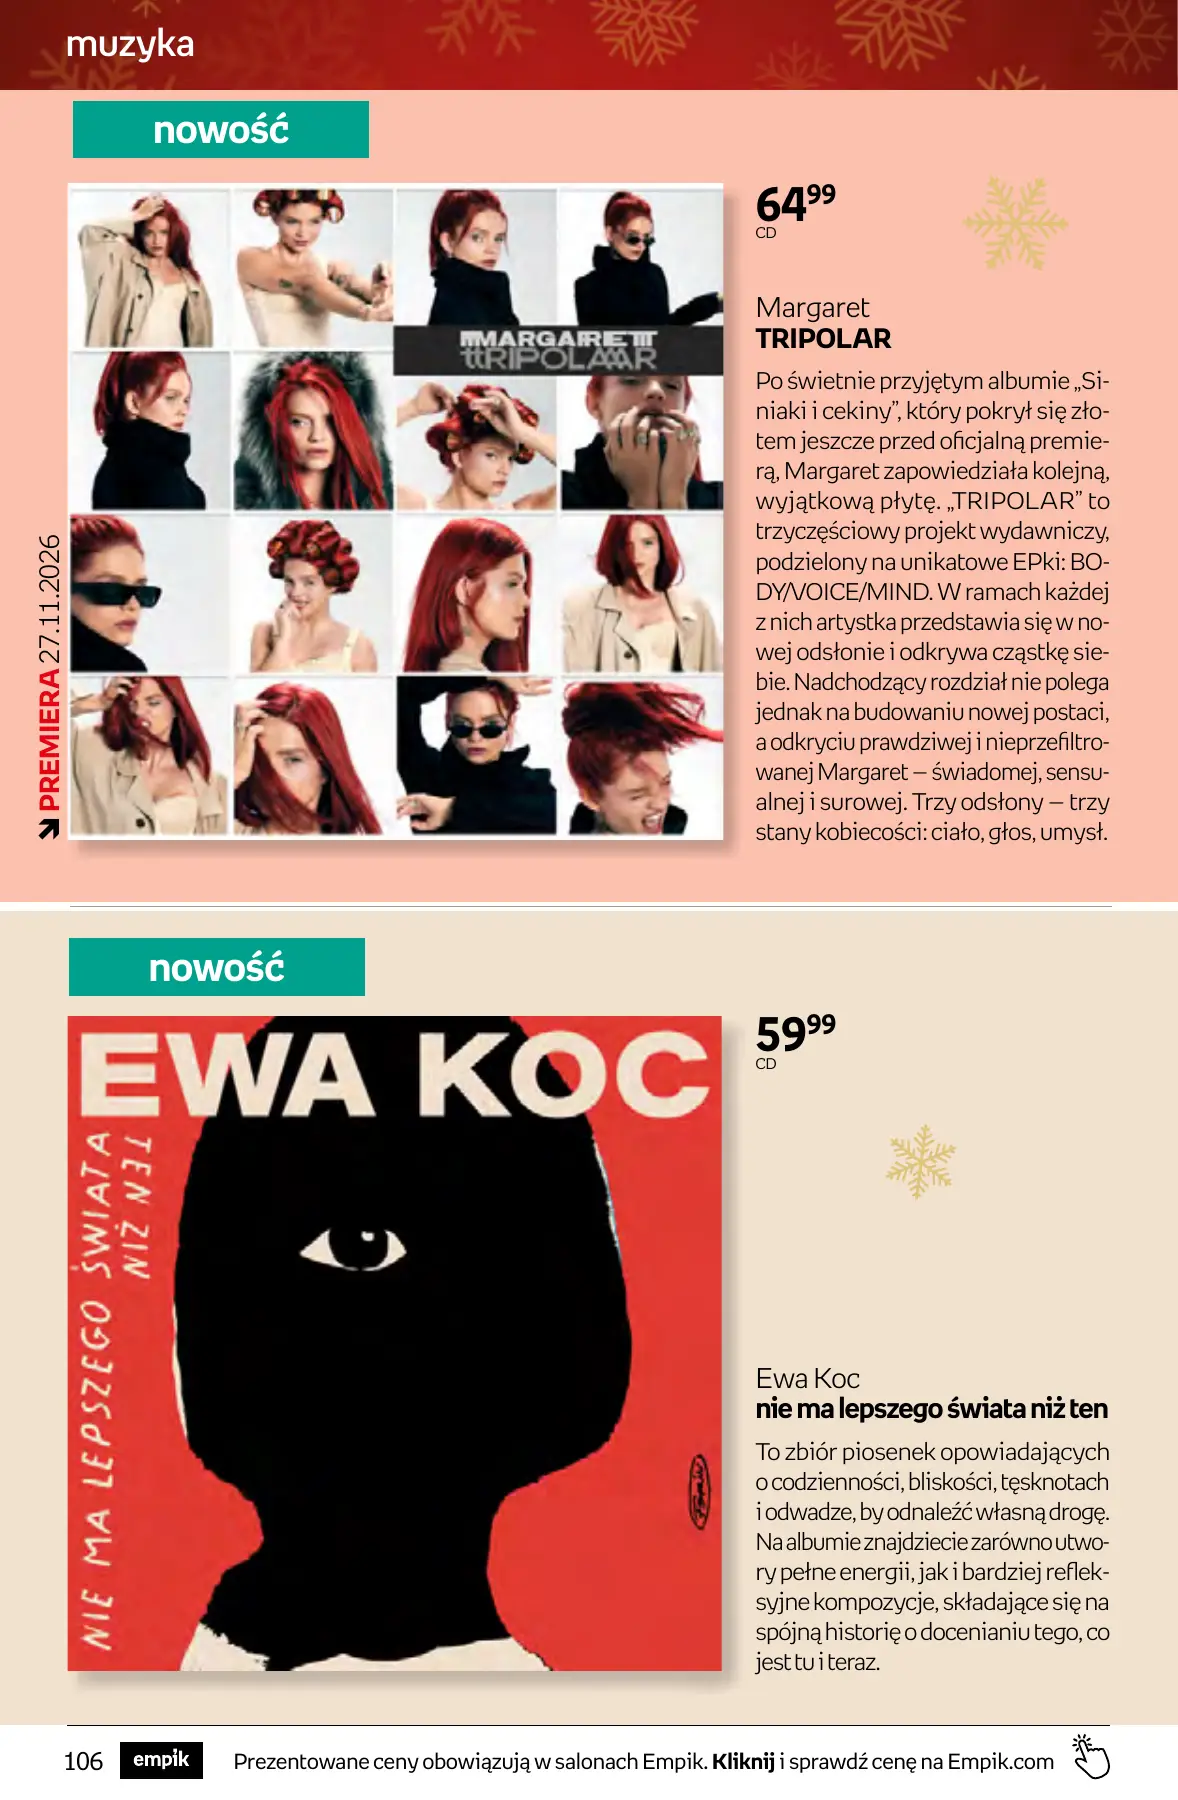 muzyka
nowość
MARGARET
TRIPOLAR
PREMIERA 27.11.2026
64⁹⁹
CD
Margaret
TRIPOLAR
Po świetnie przyjętym albumie „Si-
niaki i cekiny”, który pokrył się zło-
tem jeszcze przed oficjalną premie-
rą, Margaret zapowiedziała kolejną,
wyjątkową płytę. „TRIPOLAR” to
trzyczęściowy projekt wydawniczy,
podzielony na unikatowe EPki: BO-
DY/VOICE/MIND. W ramach każdej
z nich artystka przedstawia się w no-
wej odsłonie i odkrywa cząstkę sie-
bie. Nadchodzący rozdział nie polega
jednak na budowaniu nowej postaci,
a odkryciu prawdziwej i nieprzefiltro-
wanej Margaret – świadomej, sensu-
alnej i surowej. Trzy odsłony – trzy
stany kobiecości: ciało, głos, umysł.
nowość
EWA KOC
NIE MA LEPSZEGO ŚWIATA
NIŻ TEN
59⁹⁹
CD
Ewa Koc
nie ma lepszego świata niż ten
To zbiór piosenek opowiadających
o codzienności, bliskości, tęsknotach
i odwadze, by odnaleźć własną drogę.
Na albumie znajdziecie zarówno utwo-
ry pełne energii, jak i bardziej reflek-
syjne kompozycje, składające się na
spójną historię o docenianiu tego, co
jest tu i teraz.
106
empik
Prezentowane ceny obowiązują w salonach Empik. Kliknij i sprawdź cenę na Empik.com